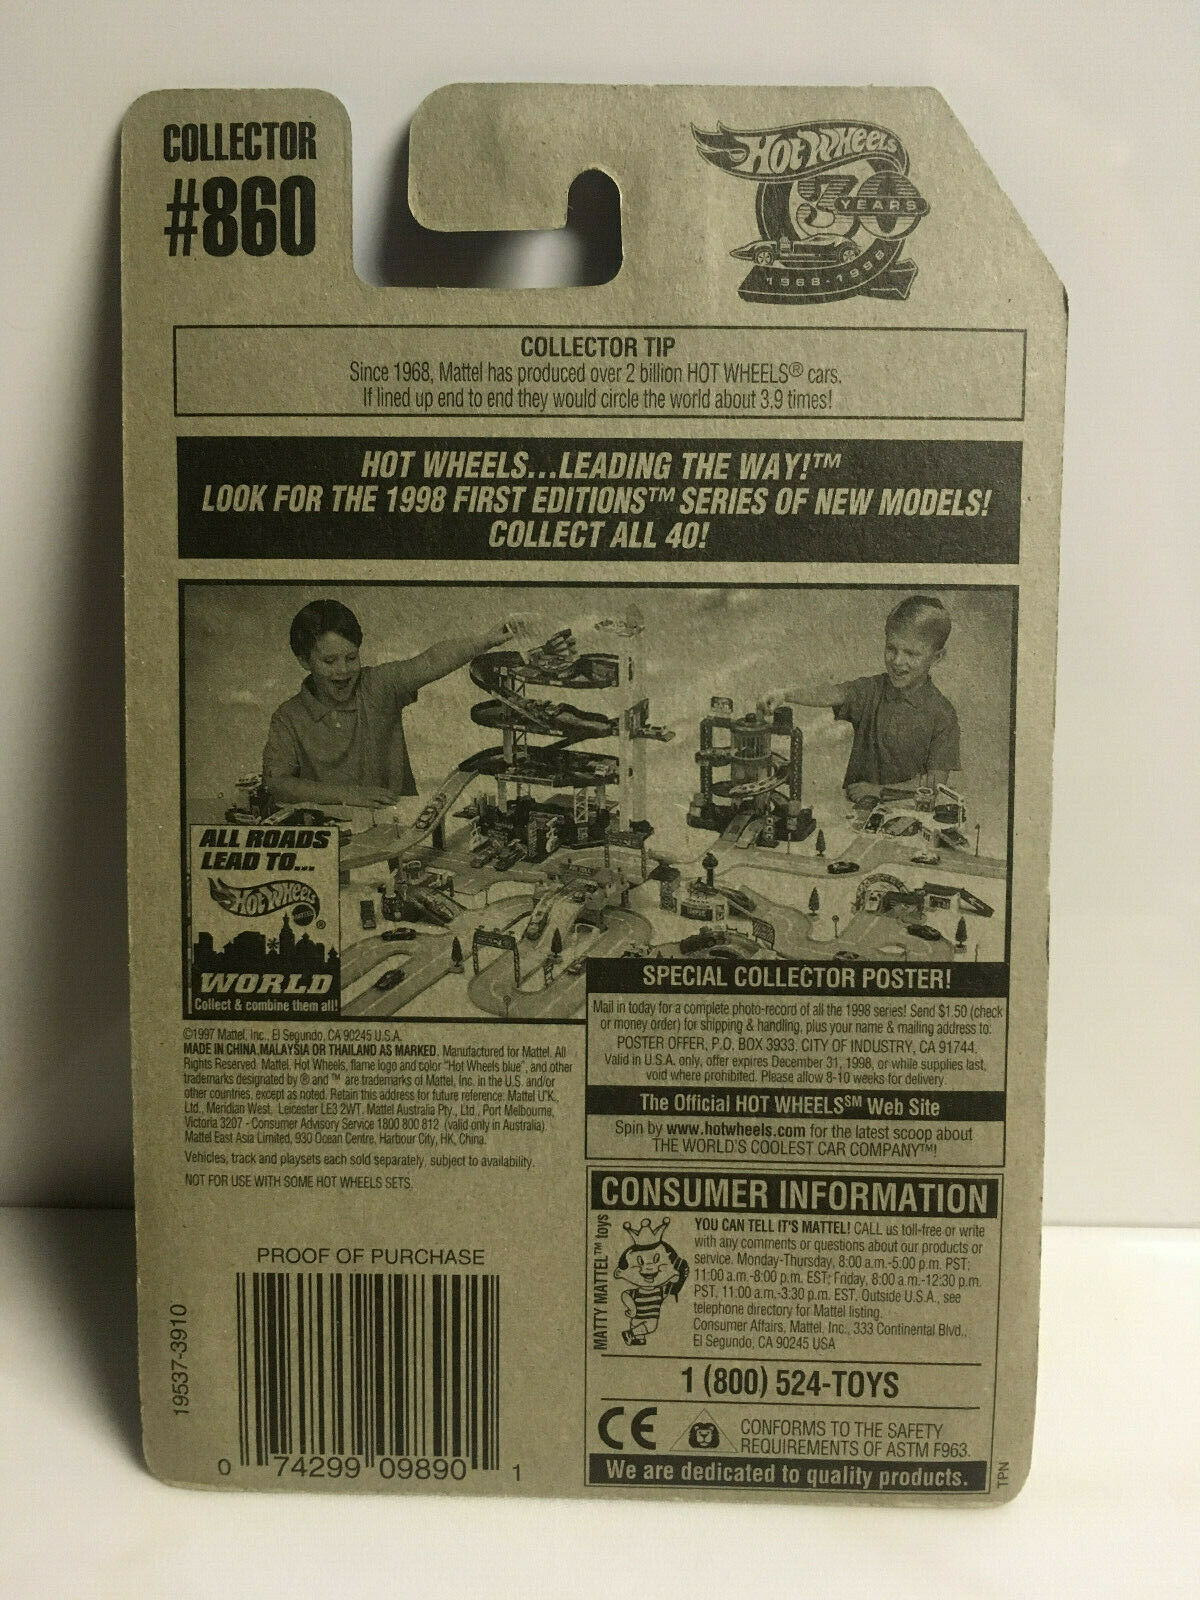 COLLECTOR
#860
HOT WHEELS
30
YEARS
1968-1998
COLLECTOR TIP
Since 1968, Mattel has produced over 2 billion HOT WHEELS® cars.
If lined up end to end they would circle the world about 3.9 times!
HOT WHEELS...LEADING THE WAY!™
LOOK FOR THE 1998 FIRST EDITIONS™ SERIES OF NEW MODELS!
COLLECT ALL 40!
ALL ROADS
LEAD TO...
HOT WHEELS
®
WORLD
Collect & combine them all!
SPECIAL COLLECTOR POSTER!
Mail in today for a complete photo-record of all the 1998 series! Send $1.50 (check
or money order) for shipping & handling, plus your name & mailing address to:
POSTER OFFER, P.O. BOX 3933, CITY OF INDUSTRY, CA 91744.
Valid in U.S.A. only, offer expires December 31, 1998, or while supplies last,
void where prohibited. Please allow 8-10 weeks for delivery.
The Official HOT WHEELS℠ Web Site
Spin by www.hotwheels.com for the latest scoop about
THE WORLD'S COOLEST CAR COMPANY™!
©1997 Mattel, Inc., El Segundo, CA 90245 U.S.A.
MADE IN CHINA, MALAYSIA OR THAILAND AS MARKED. Manufactured for Mattel. All
Rights Reserved. Mattel, Hot Wheels, flame logo and color "Hot Wheels blue", and other
trademarks designated by ® and ™ are trademarks of Mattel, Inc. in the U.S. and/or
other countries, except as noted. Retain this address for future reference: Mattel U.K.,
Ltd., Meridian West, Leicester LE3 2WT. Mattel Australia Pty., Ltd., Port Melbourne,
Victoria 3207 - Consumer Advisory Service 1800 800 812 (valid only in Australia).
Mattel East Asia Limited, 930 Ocean Centre, Harbour City, HK, China.
Vehicles, track and playsets each sold separately, subject to availability.
NOT FOR USE WITH SOME HOT WHEELS SETS.
PROOF OF PURCHASE
19537-3910
0 74299 09890 1
CONSUMER INFORMATION
MATTY MATTEL™ toys
YOU CAN TELL IT'S MATTEL! CALL us toll-free or write
with any comments or questions about our products or
service. Monday-Thursday, 8:00 a.m.-5:00 p.m. PST;
11:00 a.m.-8:00 p.m. EST; Friday, 8:00 a.m.-12:30 p.m.
PST, 11:00 a.m.-3:30 p.m. EST. Outside U.S.A., see
telephone directory for Mattel listing.
Consumer Affairs, Mattel, Inc., 333 Continental Blvd.,
El Segundo, CA 90245 USA
1 (800) 524-TOYS
CE
CONFORMS TO THE SAFETY
REQUIREMENTS OF ASTM F963.
We are dedicated to quality products.
TPN